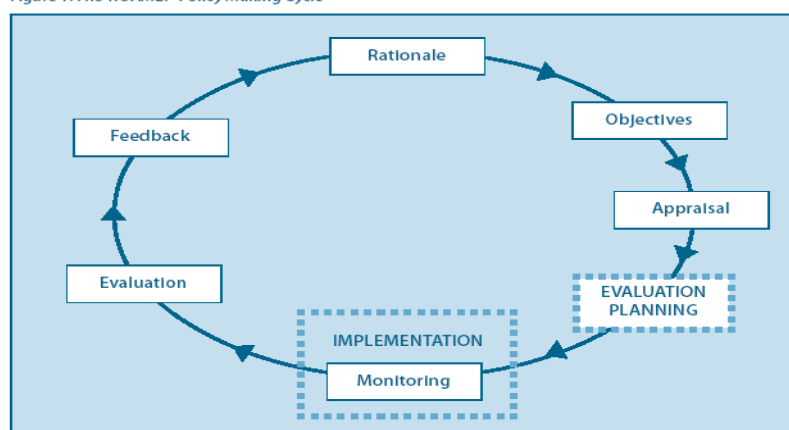 Rationale
Objectives
Appraisal
EVALUATION
PLANNING
IMPLEMENTATION
Monitoring
Evaluation
Feedback